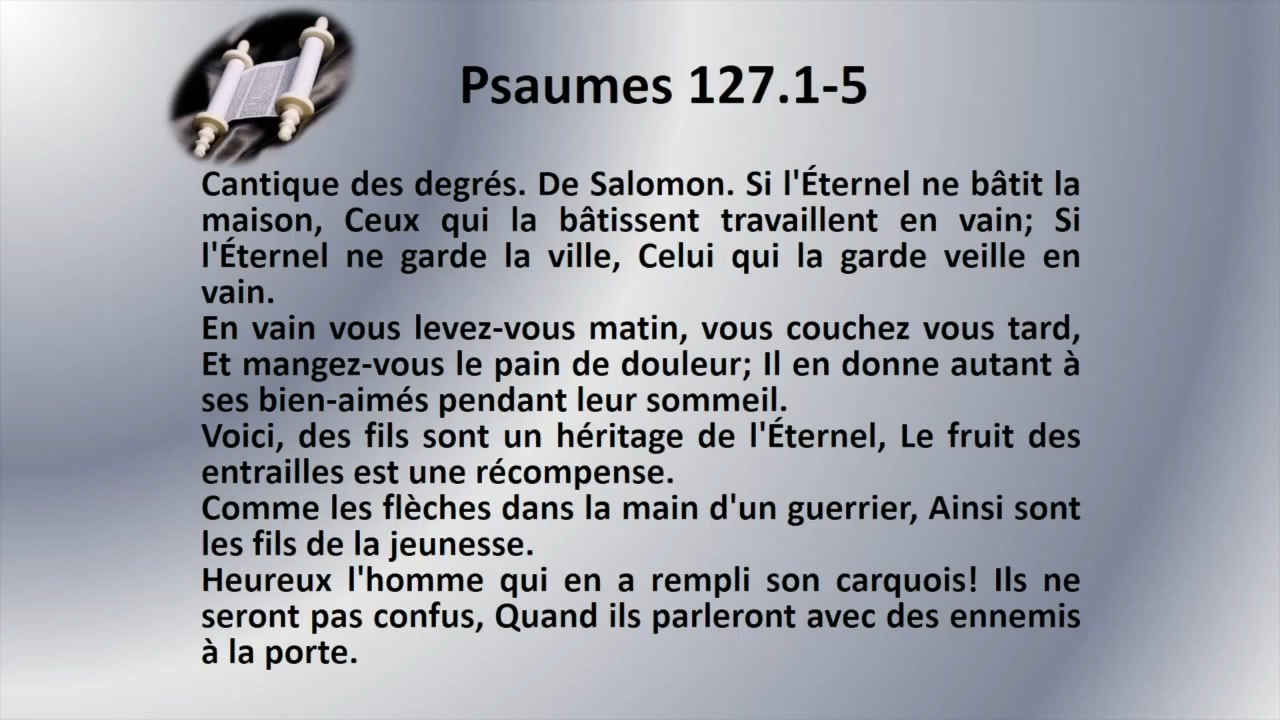 Psaumes 127.1-5
Cantique des degrés. De Salomon. Si l'Éternel ne bâtit la
maison, Ceux qui la bâtissent travaillent en vain; Si
l'Éternel ne garde la ville, Celui qui la garde veille en
vain.
En vain vous levez-vous matin, vous couchez vous tard,
Et mangez-vous le pain de douleur; Il en donne autant à
ses bien-aimés pendant leur sommeil.
Voici, des fils sont un héritage de l'Éternel, Le fruit des
entrailles est une récompense.
Comme les flèches dans la main d'un guerrier, Ainsi sont
les fils de la jeunesse.
Heureux l'homme qui en a rempli son carquois! Ils ne
seront pas confus, Quand ils parleront avec des ennemis
à la porte.